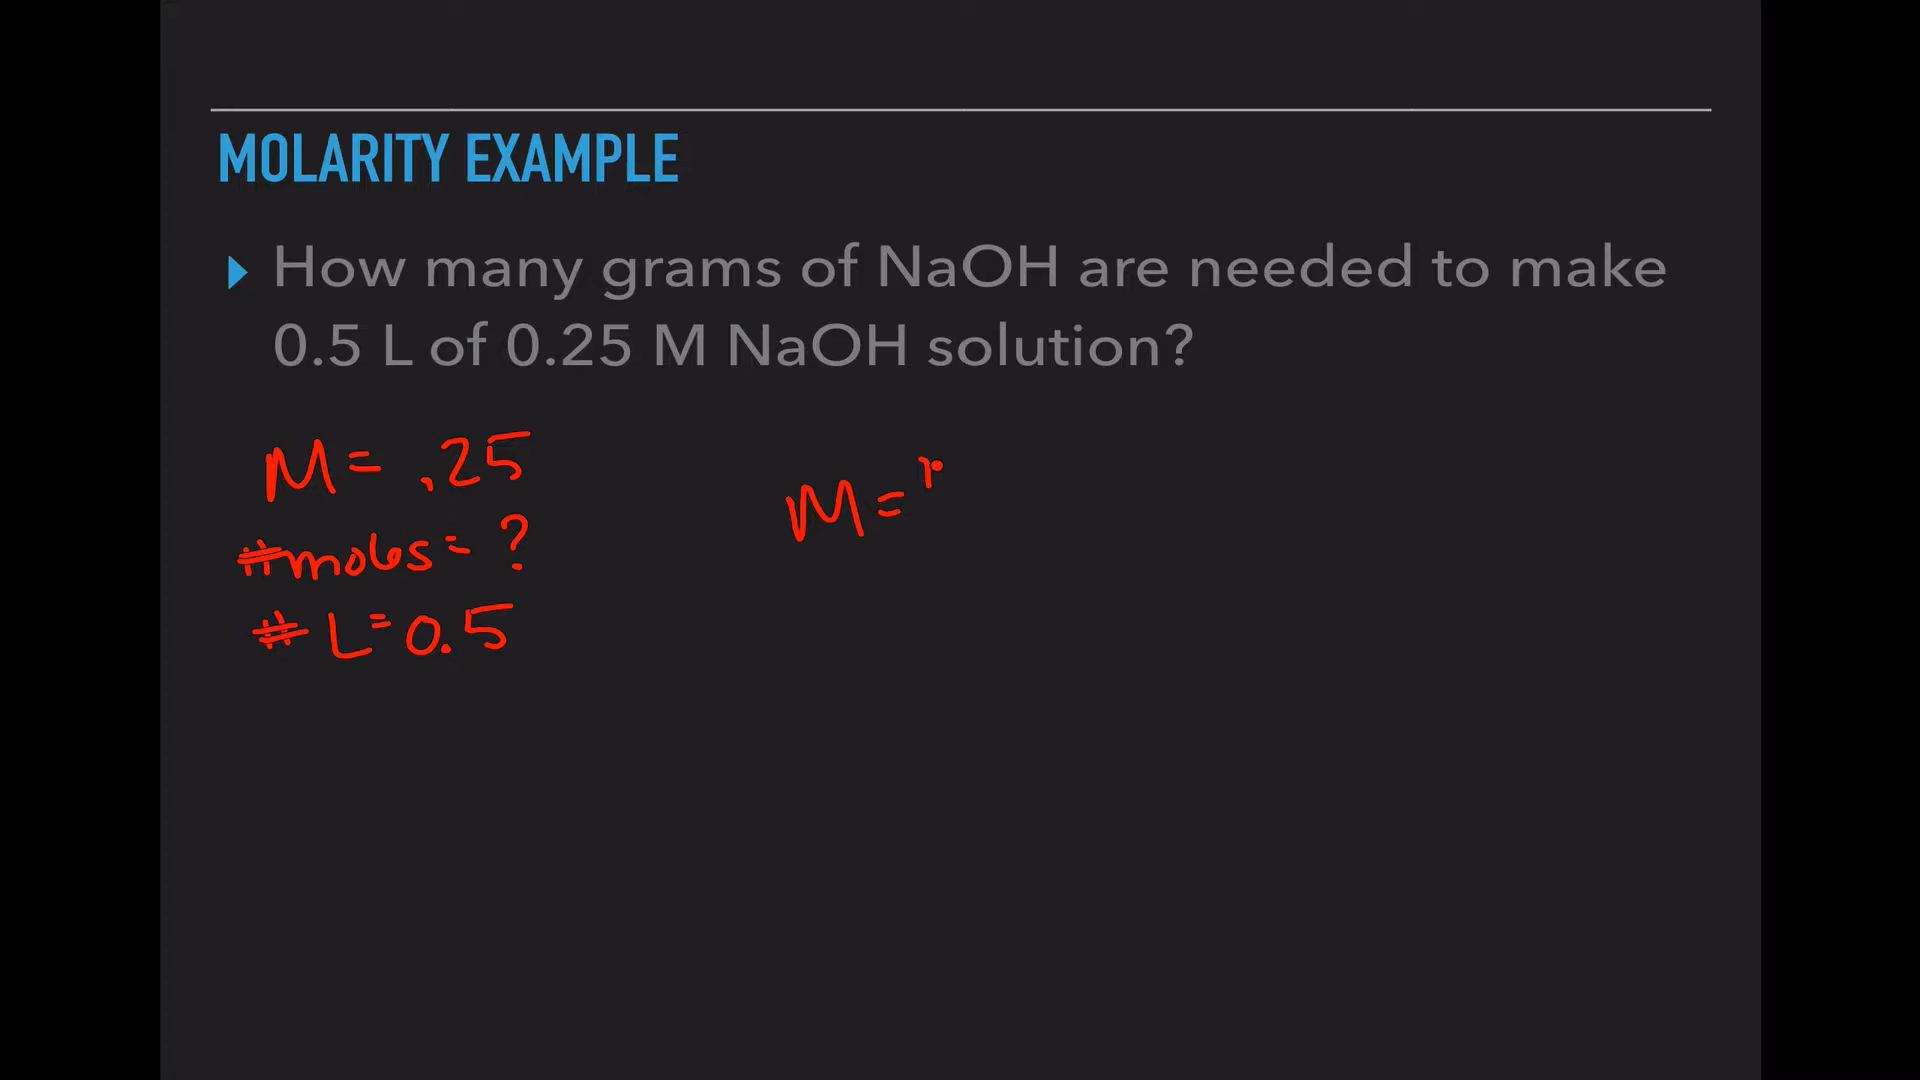 MOLARITY EXAMPLE
How many grams of NaOH are needed to make
0.5 L of 0.25 M NaOH solution?
M= .25
#moles= ?
# L= 0.5
M=